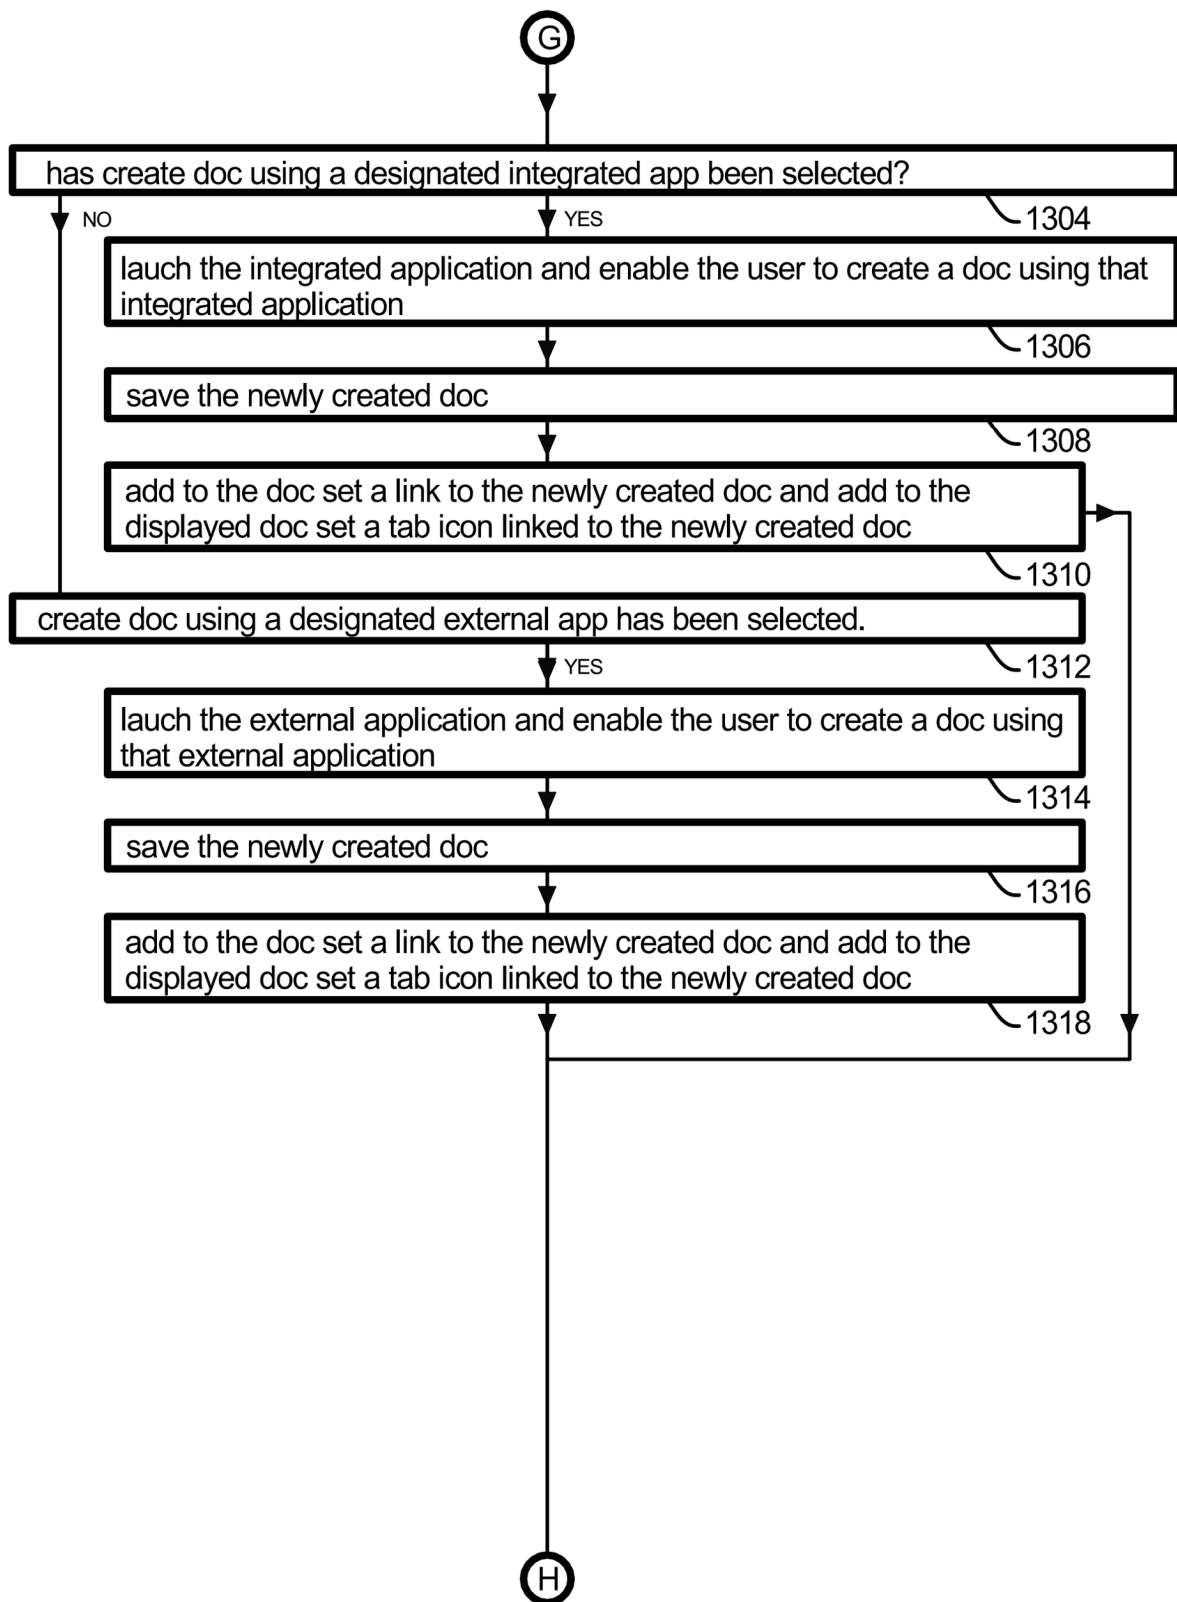 G
has create doc using a designated integrated app been selected?
1304
NO
YES
lauch the integrated application and enable the user to create a doc using that
integrated application
1306
save the newly created doc
1308
add to the doc set a link to the newly created doc and add to the
displayed doc set a tab icon linked to the newly created doc
1310
create doc using a designated external app has been selected.
1312
YES
lauch the external application and enable the user to create a doc using
that external application
1314
save the newly created doc
1316
add to the doc set a link to the newly created doc and add to the
displayed doc set a tab icon linked to the newly created doc
1318
H